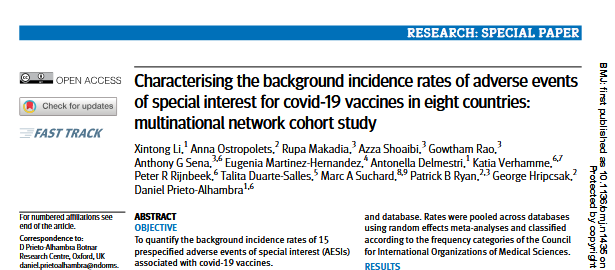 RESEARCH: SPECIAL PAPER
OPEN ACCESS
Check for updates
FAST TRACK
Characterising the background incidence rates of adverse events
of special interest for covid-19 vaccines in eight countries:
multinational network cohort study
Xintong Li,1 Anna Ostropolets,2 Rupa Makadia,3 Azza Shoaibi,3 Gowtham Rao,3
Anthony G Sena,3,6 Eugenia Martinez-Hernandez,4 Antonella Delmestri,1 Katia Verhamme,6,7
Peter R Rijnbeek,6 Talita Duarte-Salles,5 Marc A Suchard,8,9 Patrick B Ryan,2,3 George Hripcsak,2
Daniel Prieto-Alhambra1,6
For numbered affiliations see
end of the article.
Correspondence to:
D Prieto-Alhambra Botnar
Research Centre, Oxford, UK
daniel.prietoalhambra@ndorms.
ABSTRACT
OBJECTIVE
To quantify the background incidence rates of 15
prespecified adverse events of special interest (AESIs)
associated with covid-19 vaccines.
and database. Rates were pooled across databases
using random effects meta-analyses and classified
according to the frequency categories of the Council
for International Organizations of Medical Sciences.
RESULTS
BMJ: first published as 10.1136/bmj.n1435 on
Protected by copyright